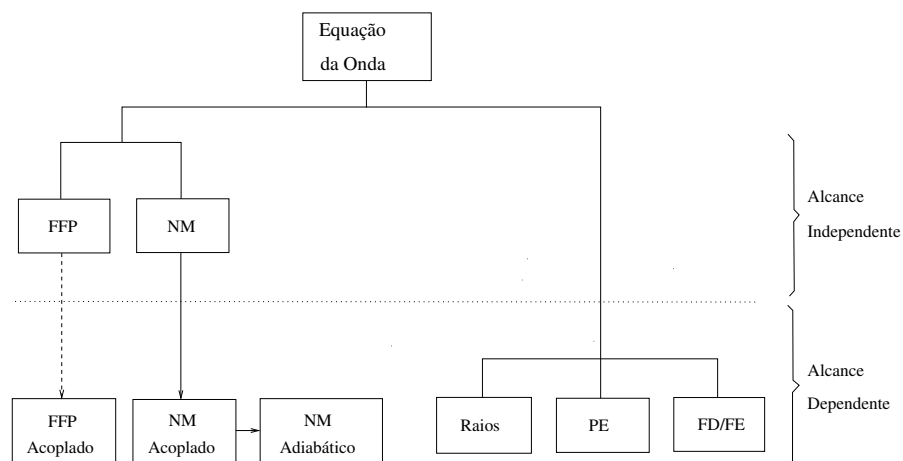 Equação
da Onda
FFP
NM
Alcance
Independente
FFP
Acoplado
NM
Acoplado
NM
Adiabático
Raios
PE
FD/FE
Alcance
Dependente